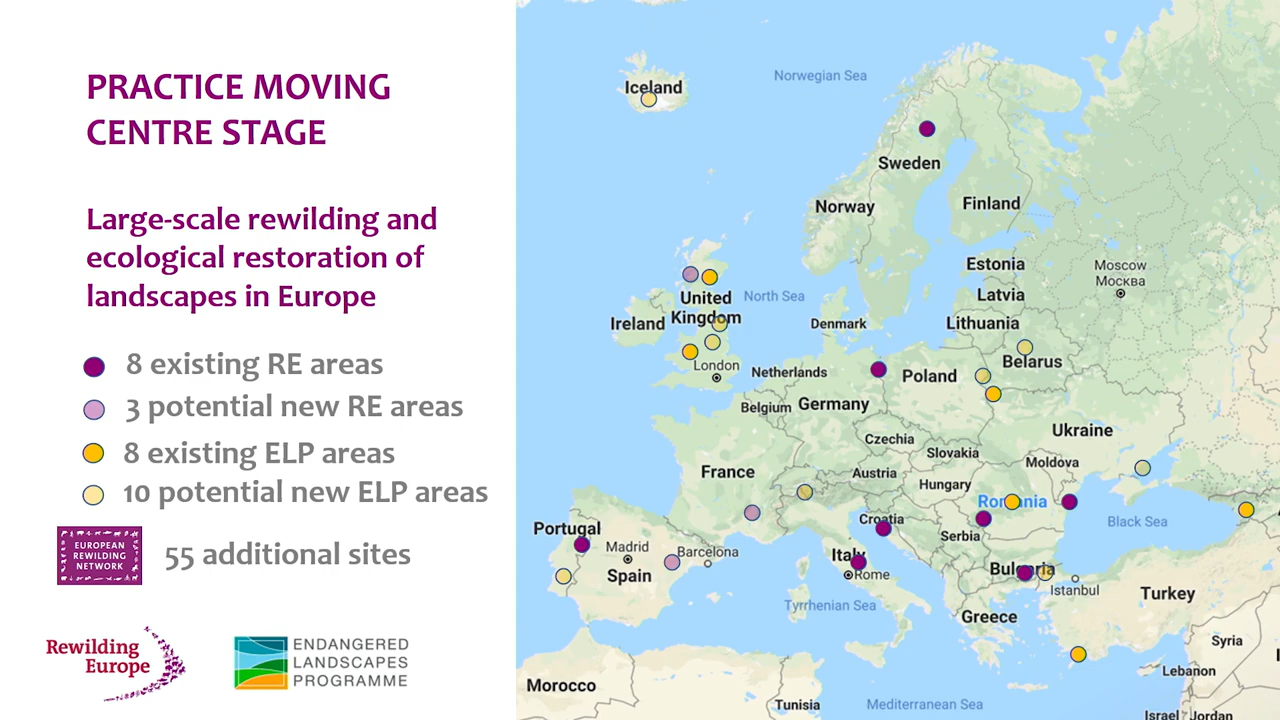 PRACTICE MOVING
CENTRE STAGE
Large-scale rewilding and
ecological restoration of
landscapes in Europe
8 existing RE areas
3 potential new RE areas
8 existing ELP areas
10 potential new ELP areas
EUROPEAN
REWILDING
NETWORK
55 additional sites
Rewilding
Europe
ENDANGERED
LANDSCAPES
PROGRAMME
Iceland
Norwegian Sea
Sweden
Norway
Finland
Estonia
Moscow
Москва
Latvia
United
Kingdom
North Sea
Ireland
Denmark
Lithuania
Belarus
London
Netherlands
Poland
Belgium
Germany
Ukraine
Czechia
Slovakia
France
Austria
Moldova
Hungary
Romania
Croatia
Portugal
Serbia
Black Sea
Madrid
Barcelona
Italy
Spain
Rome
Bulgaria
Istanbul
Turkey
Tyrrhenian Sea
Greece
Syria
Lebanon
Morocco
Tunisia
Mediterranean Sea
Israel
Jordan